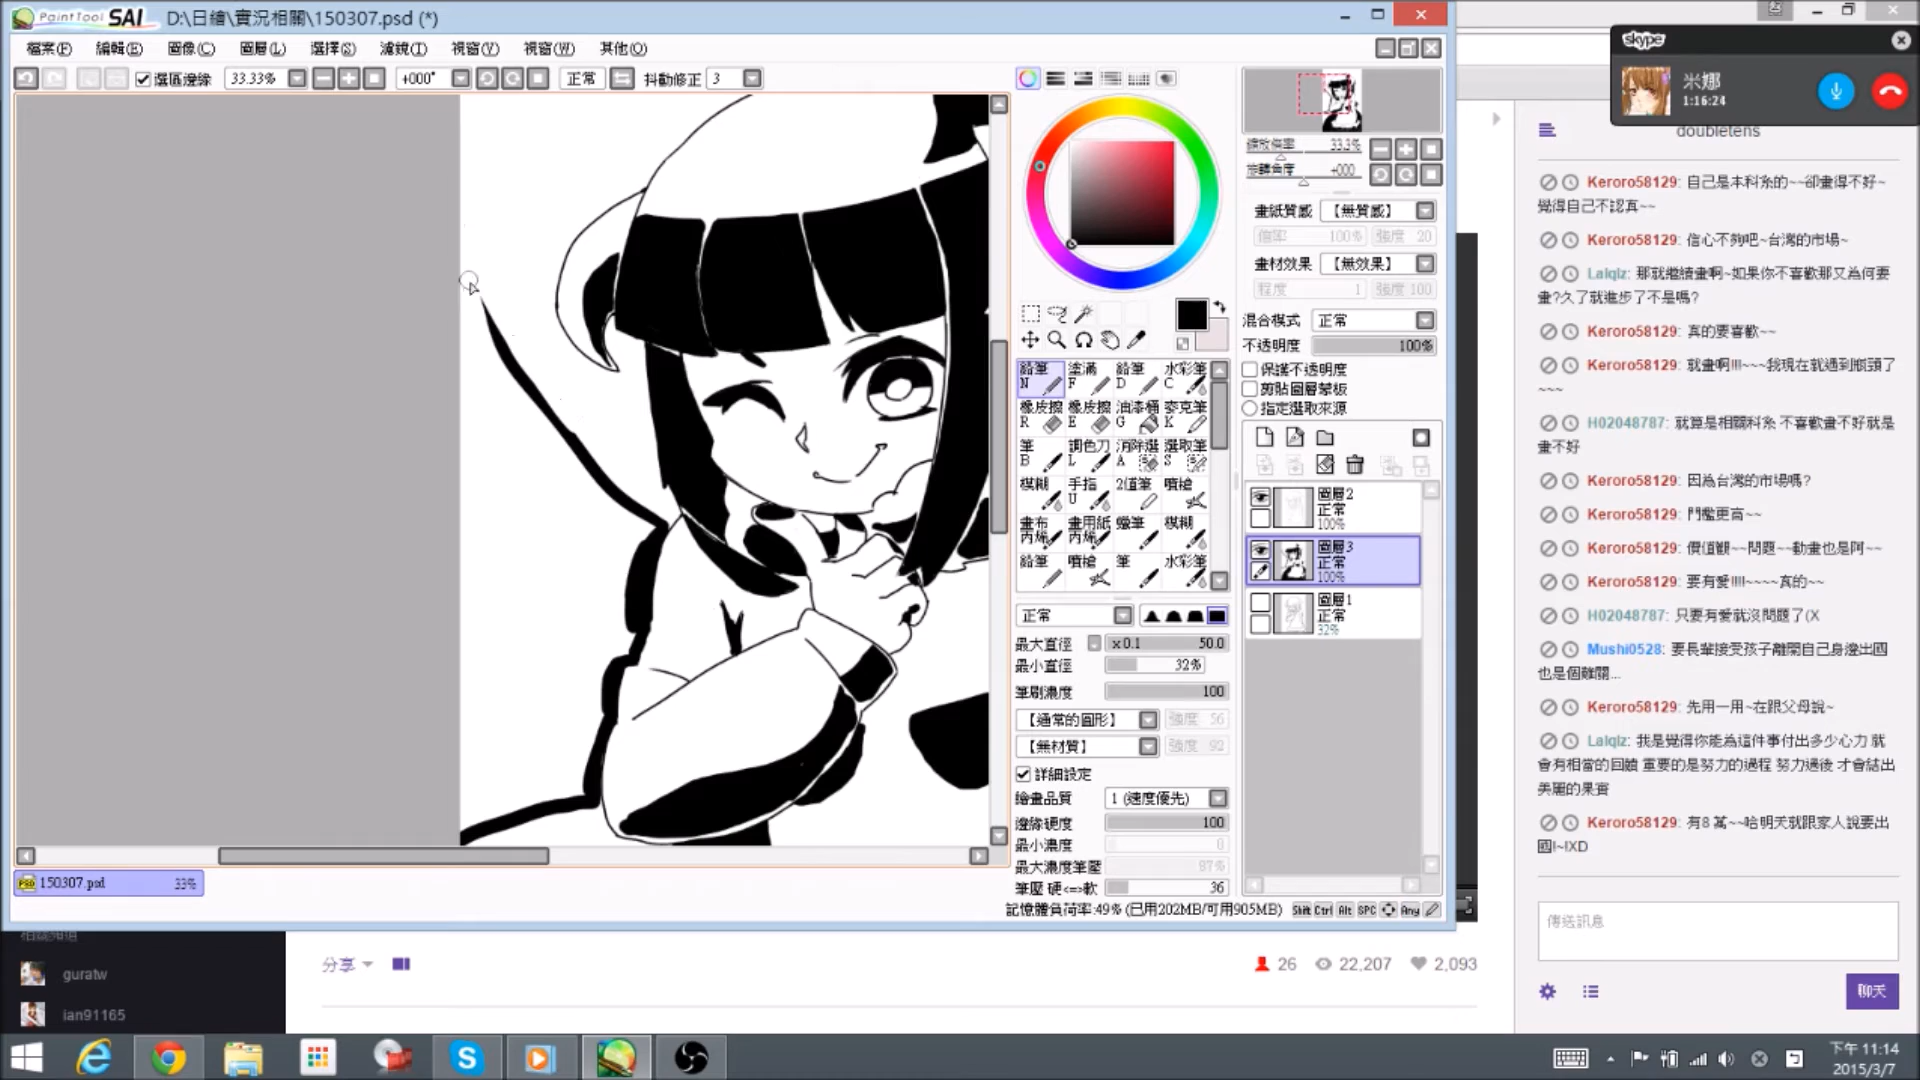 PaintTool SAI D:\日繪\實況相關\150307.psd (*)
檔案(F) 編輯(E) 圖像(C) 圖層(L) 選擇(S) 濾鏡(T) 視窗(V) 視窗(W) 其他(O)
選區邊緣 33.33% +000° 正常 抖動修正 3
縮放倍率 33.3%
旋轉角度 +000
畫紙質感 【無質感】
倍率 100% 強度 20
畫材效果 【無效果】
程度 1 強度 100
混合模式 正常
不透明度 100%
保護不透明度
剪貼圖層蒙板
指定選取來源
鉛筆 塗滿 鉛筆 水彩筆
N F D C
橡皮擦 橡皮擦 油漆桶 麥克筆
R E G K
筆 調色刀 消除選 選取筆
B L A S
模糊 手指 2值筆 噴槍
U
畫布 畫用紙 蠟筆 模糊
丙烯 丙烯
鉛筆 噴槍 筆 水彩筆
圖層2
正常
100%
圖層3
正常
100%
圖層1
正常
32%
正常
最大直徑 x 0.1 50.0
最小直徑 32%
筆刷濃度 100
【通常的圓形】 強度 56
【無材質】 強度 92
詳細設定
繪畫品質 1 (速度優先)
邊緣硬度 100
最小濃度 0
最大濃度筆壓 87%
筆壓 硬<=>軟 36
150307.psd 33%
記憶體負荷率:49% (已用202MB/可用905MB) Shift Ctrl Alt SPC Any
skype
米娜
1:16:24
doubletens
Keroro58129: 自己是本科系的~~卻畫得不好~
覺得自己不認真~~
Keroro58129: 信心不夠吧~台灣的市場~
Lalqlz: 那就繼續畫啊~如果你不喜歡那又為何要
畫?久了就進步了不是嗎?
Keroro58129: 真的要喜歡~~
Keroro58129: 就畫啊!!!~~~我現在就遇到瓶頸了
~~~
H02048787: 就算是相關科系 不喜歡畫不好就是
畫不好
Keroro58129: 因為台灣的市場嗎?
Keroro58129: 門檻更高~~
Keroro58129: 價值觀~~問題~~動畫也是阿~~
Keroro58129: 要有愛!!!!~~~~真的~~
H02048787: 只要有愛就沒問題了(X
Mushi0528: 要長輩接受孩子離開自己身邊出國
也是個難關...
Keroro58129: 先用一用~在跟父母說~
Lalqlz: 我是覺得你能為這件事付出多少心力 就
會有相當的回饋 重要的是努力的過程 努力過後 才會結出
美麗的果實
Keroro58129: 有8 萬~~哈明天就跟家人說要出
國!~!XD
傳送訊息
聊天
guratw
ian91165
分享
26 22,207 2,093
下午 11:14
2015/3/7